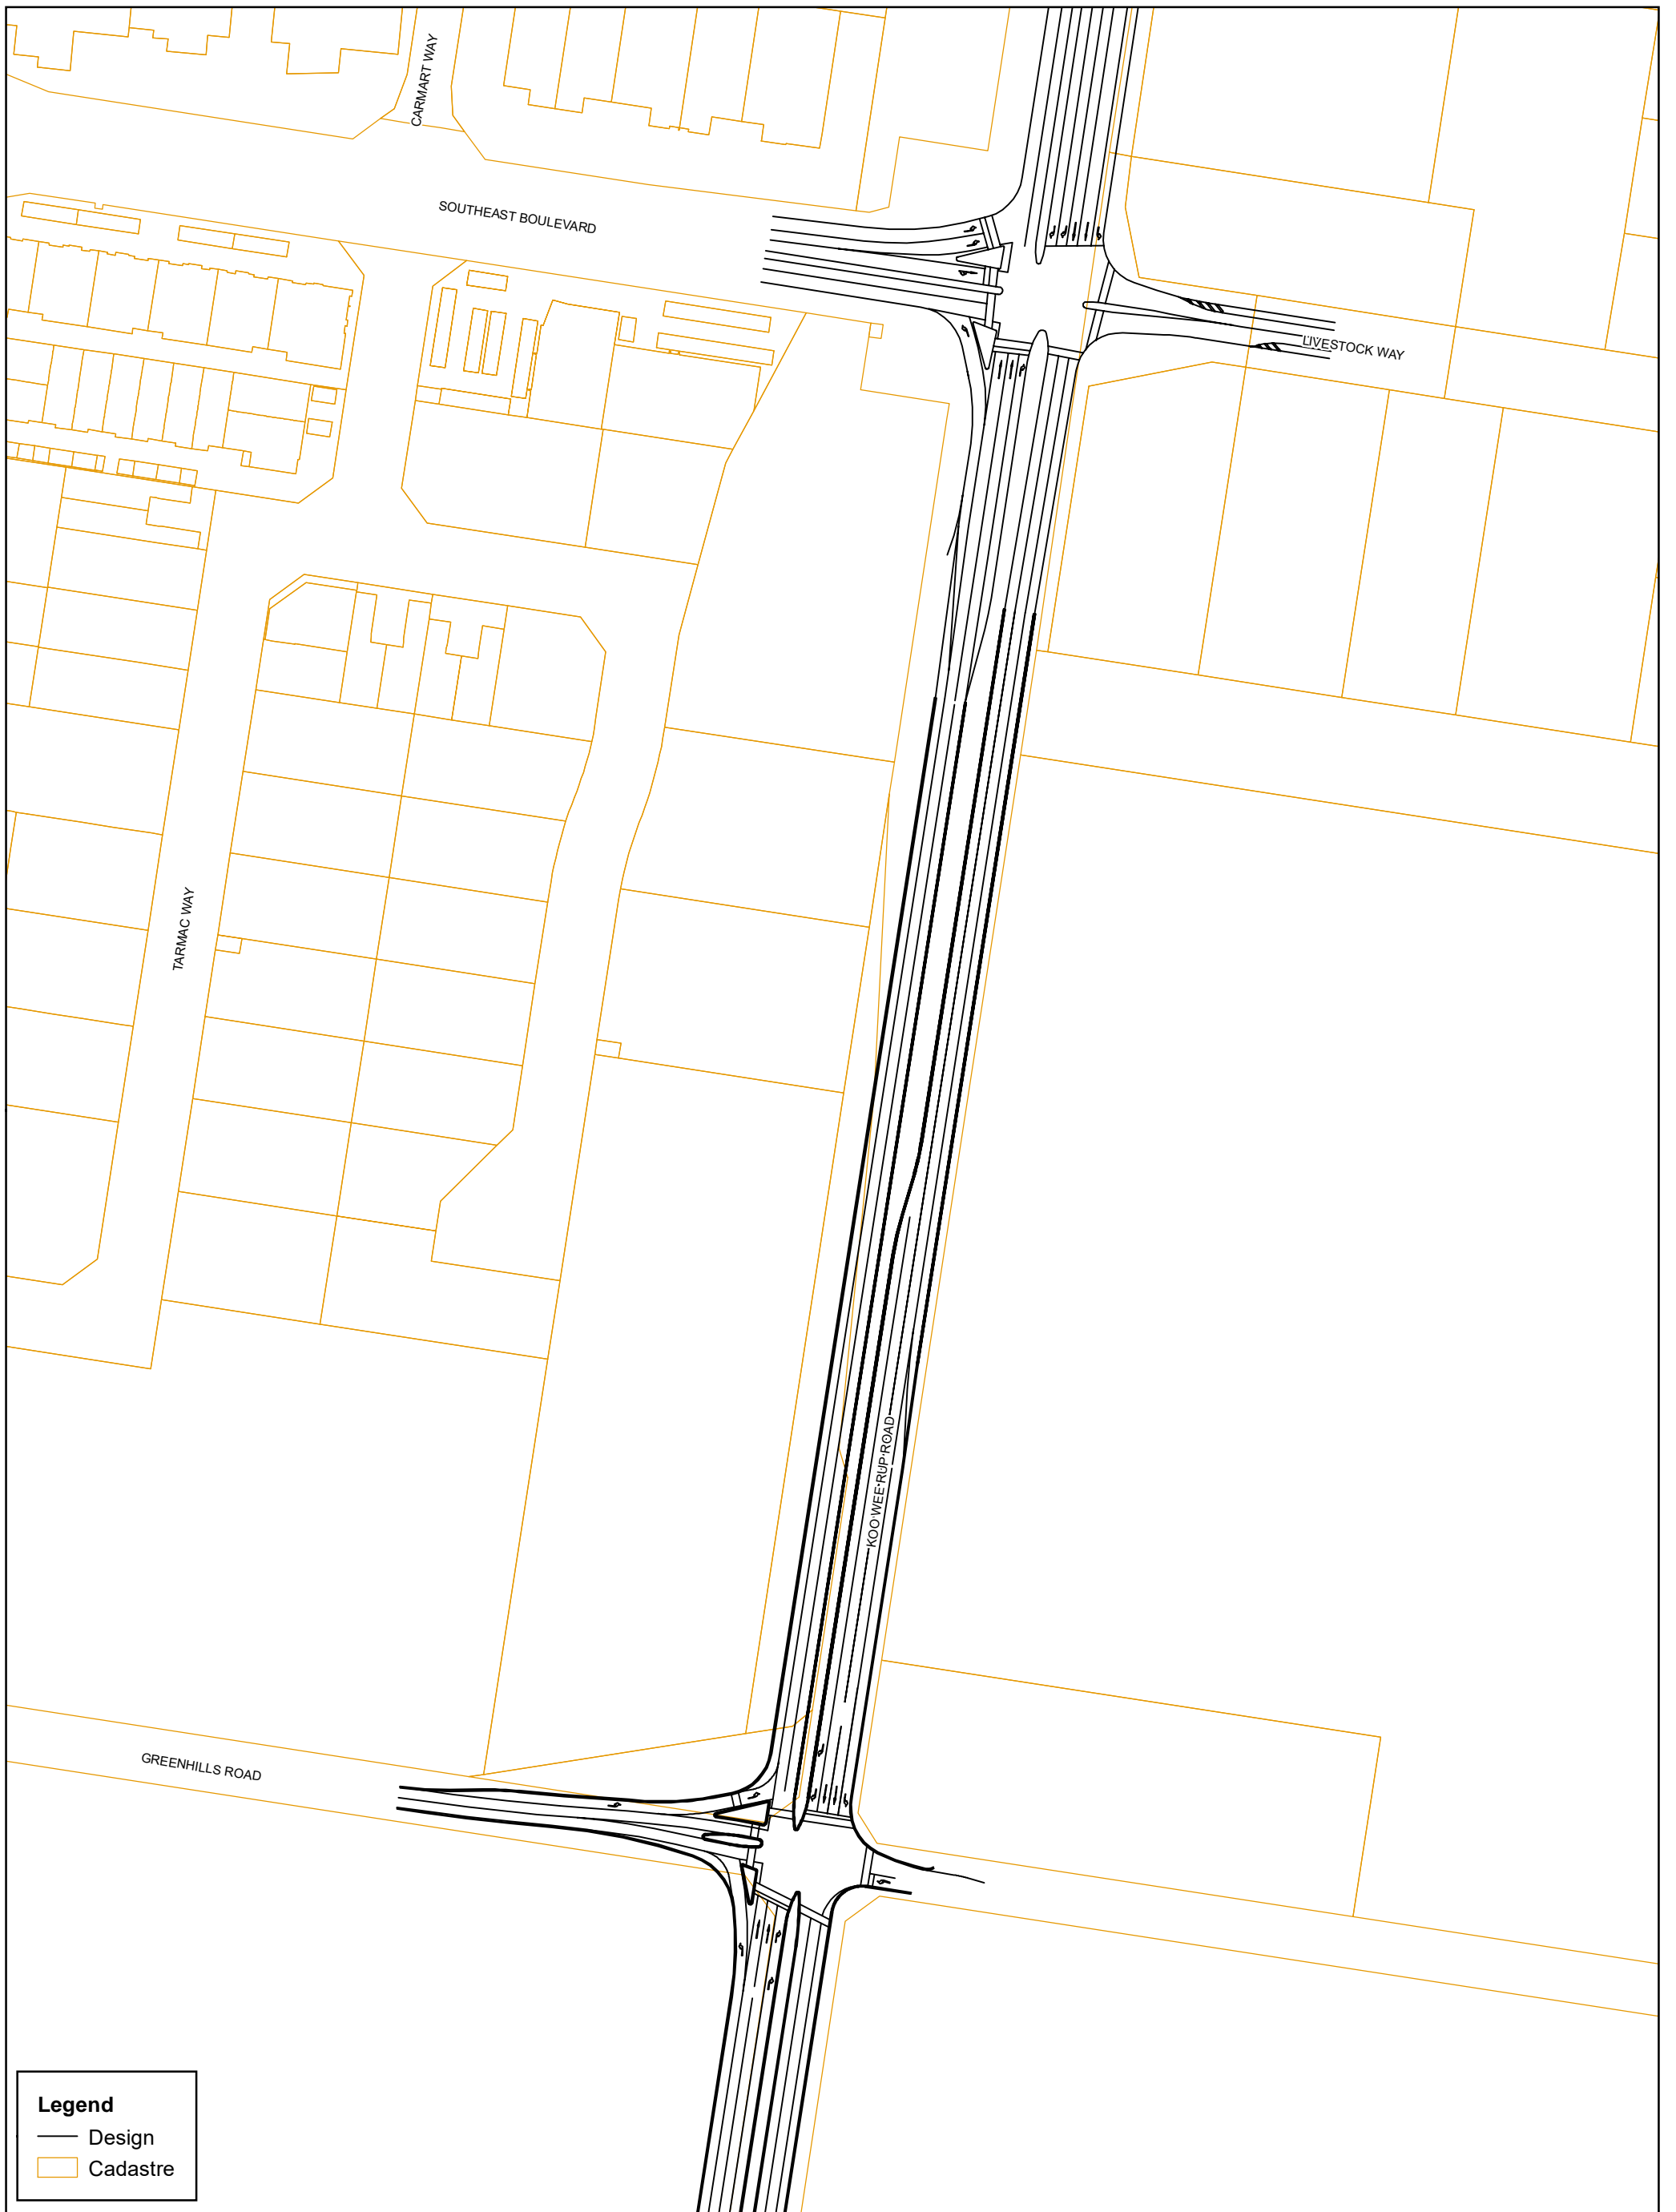 CARMART WAY
SOUTHEAST BOULEVARD
LIVESTOCK WAY
TARMAC WAY
KOO WEE RUP ROAD
GREENHILLS ROAD
Legend
Design
Cadastre